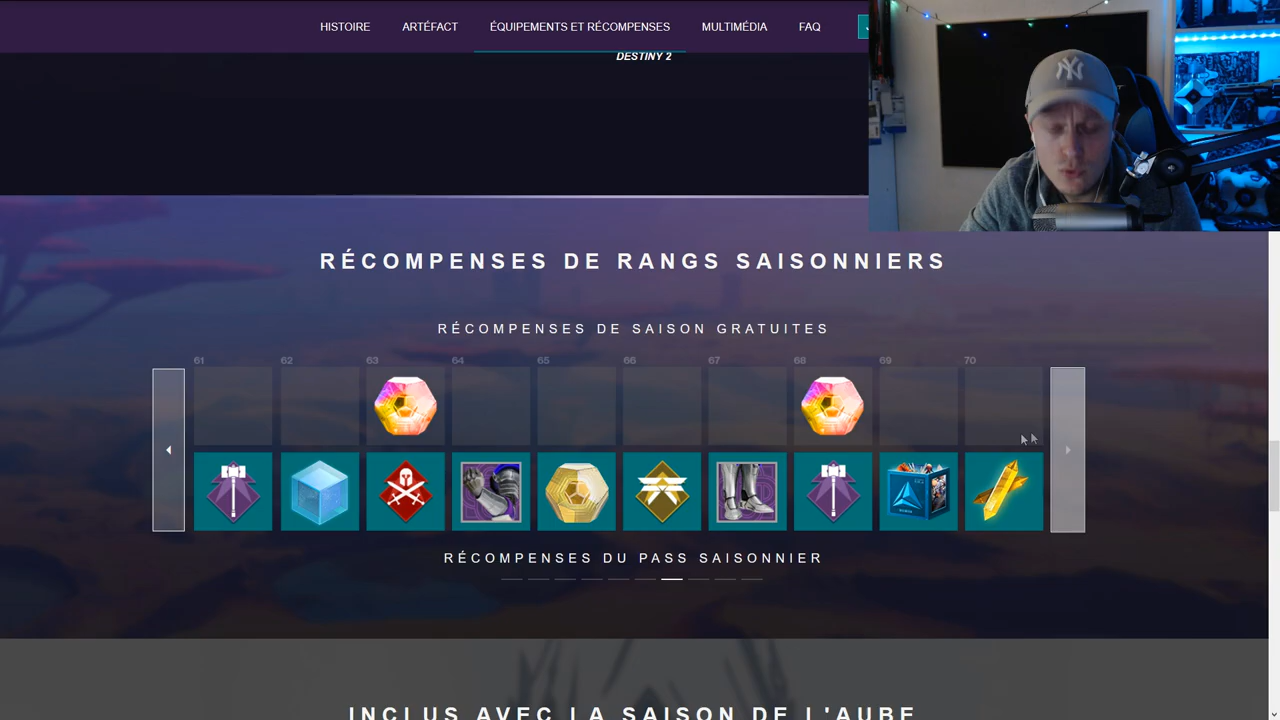 HISTOIRE ARTÉFACT ÉQUIPEMENTS ET RÉCOMPENSES MULTIMÉDIA FAQ
DESTINY 2
RÉCOMPENSES DE RANGS SAISONNIERS
RÉCOMPENSES DE SAISON GRATUITES
61 62 63 64 65 66 67 68 69 70
RÉCOMPENSES DU PASS SAISONNIER
INCLUS AVEC LA SAISON DE L'AUBE